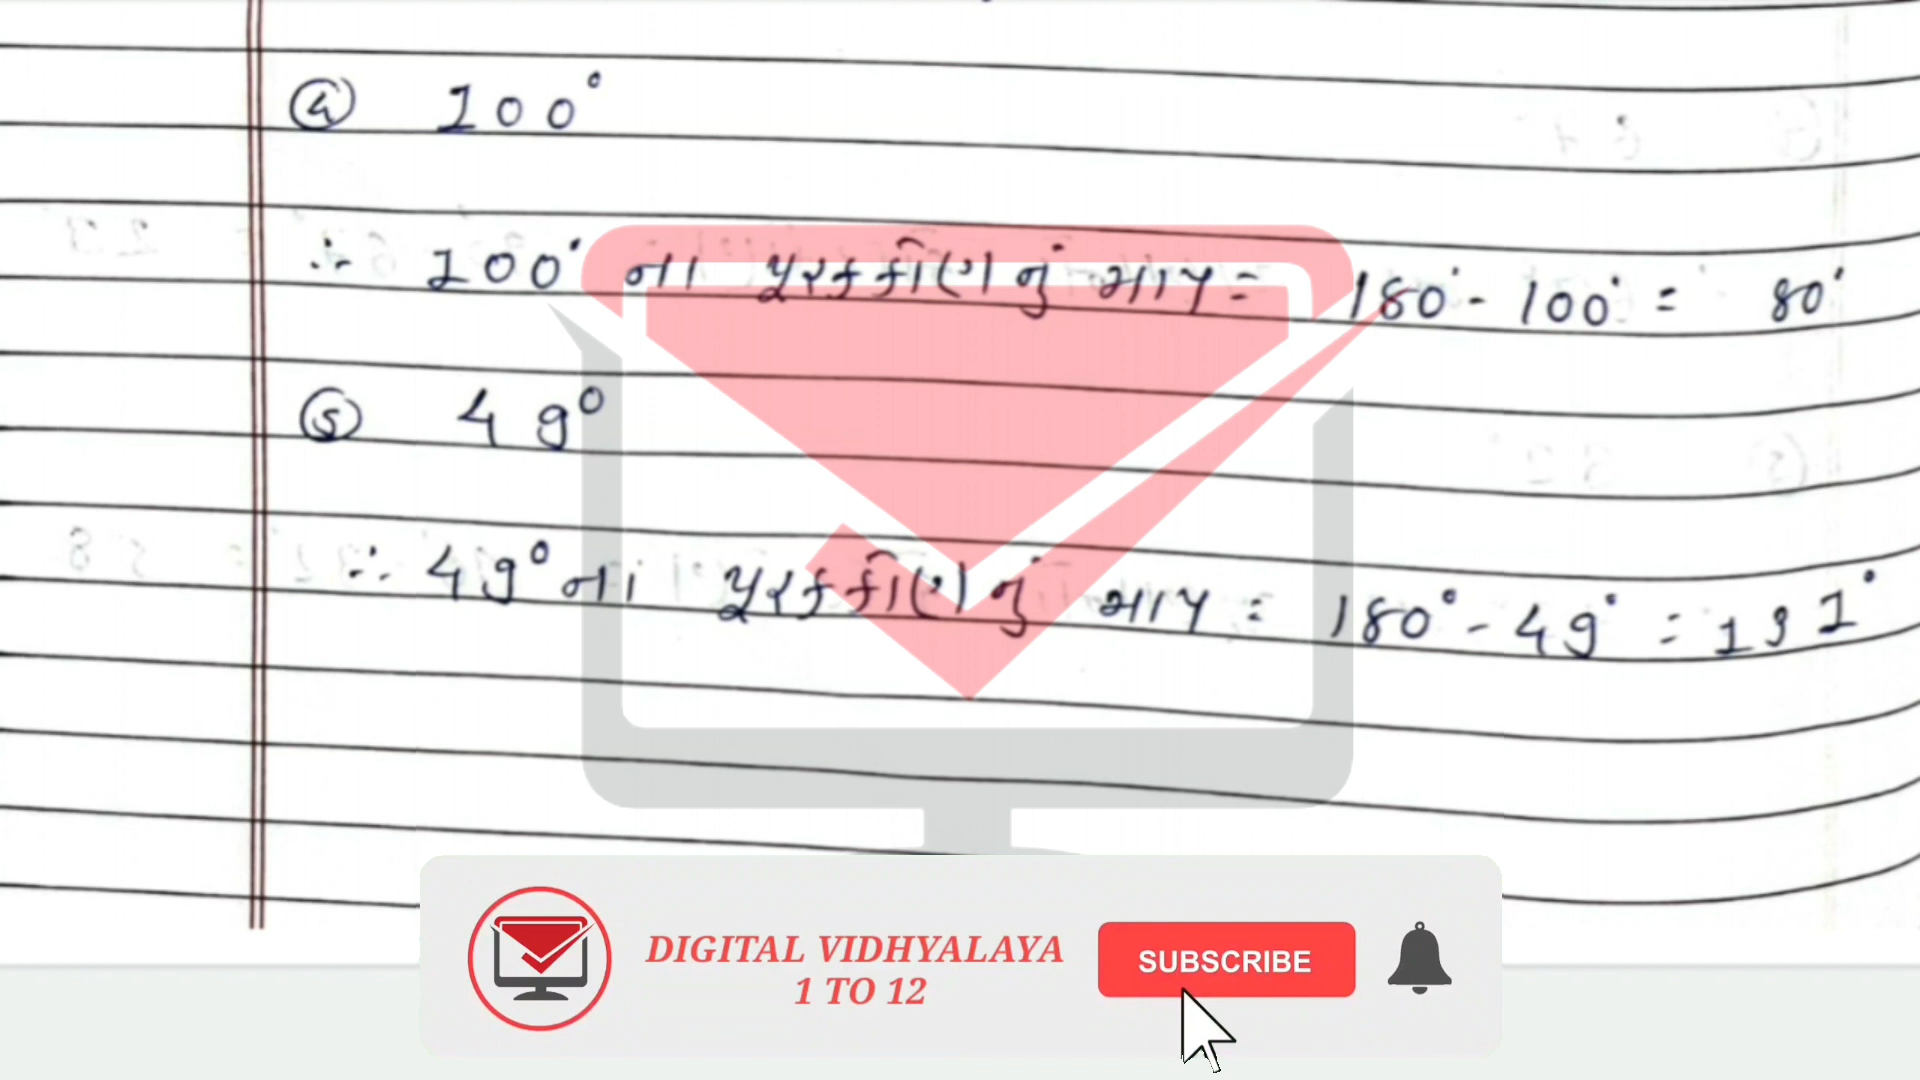 ④ 100°
∴ 100° ના પુરકકોણનું માપ = 180° - 100° = 80°
⑤ 49°
∴ 49° ના પુરકકોણનું માપ = 180° - 49° = 131°
DIGITAL VIDHYALAYA
1 TO 12
SUBSCRIBE